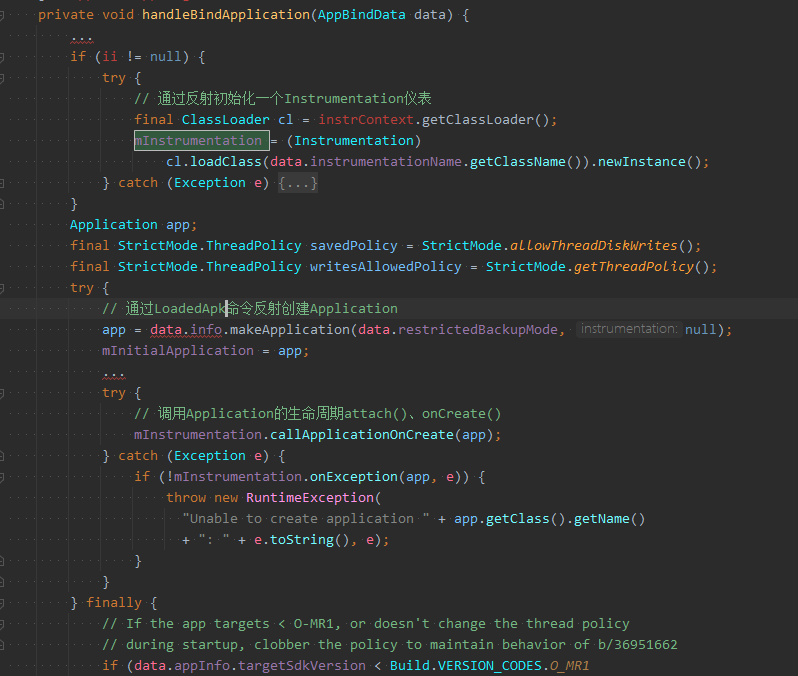 private void handleBindApplication(AppBindData data) {
...
if (ii != null) {
try {
// 通过反射初始化一个Instrumentation仪表
final ClassLoader cl = instrContext.getClassLoader();
mInstrumentation = (Instrumentation)
cl.loadClass(data.instrumentationName.getClassName()).newInstance();
} catch (Exception e) {...}
}
Application app;
final StrictMode.ThreadPolicy savedPolicy = StrictMode.allowThreadDiskWrites();
final StrictMode.ThreadPolicy writesAllowedPolicy = StrictMode.getThreadPolicy();
try {
// 通过LoadedApk命令反射创建Application
app = data.info.makeApplication(data.restrictedBackupMode, instrumentation: null);
mInitialApplication = app;
...
try {
// 调用Application的生命周期attach()、onCreate()
mInstrumentation.callApplicationOnCreate(app);
} catch (Exception e) {
if (!mInstrumentation.onException(app, e)) {
throw new RuntimeException(
"Unable to create application " + app.getClass().getName()
+ ": " + e.toString(), e);
}
}
} finally {
// If the app targets < O-MR1, or doesn't change the thread policy
// during startup, clobber the policy to maintain behavior of b/36951662
if (data.appInfo.targetSdkVersion < Build.VERSION_CODES.O_MR1